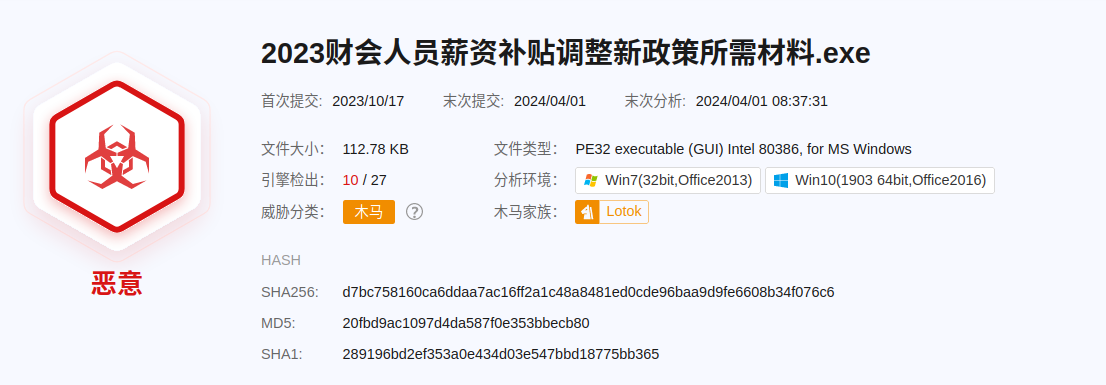 2023财会人员薪资补贴调整新政策所需材料.exe
首次提交: 2023/10/17 末次提交: 2024/04/01 末次分析: 2024/04/01 08:37:31
文件大小: 112.78 KB 文件类型: PE32 executable (GUI) Intel 80386, for MS Windows
引擎检出: 10 / 27 分析环境: Win7(32bit,Office2013) Win10(1903 64bit,Office2016)
威胁分类: 木马 ? 木马家族: Lotok
恶意
HASH
SHA256: d7bc758160ca6ddaa7ac16ff2a1c48a8481ed0cde96baa9d9fe6608b34f076c6
MD5: 20fbd9ac1097d4da587f0e353bbecb80
SHA1: 289196bd2ef353a0e434d03e547bbd18775bb365